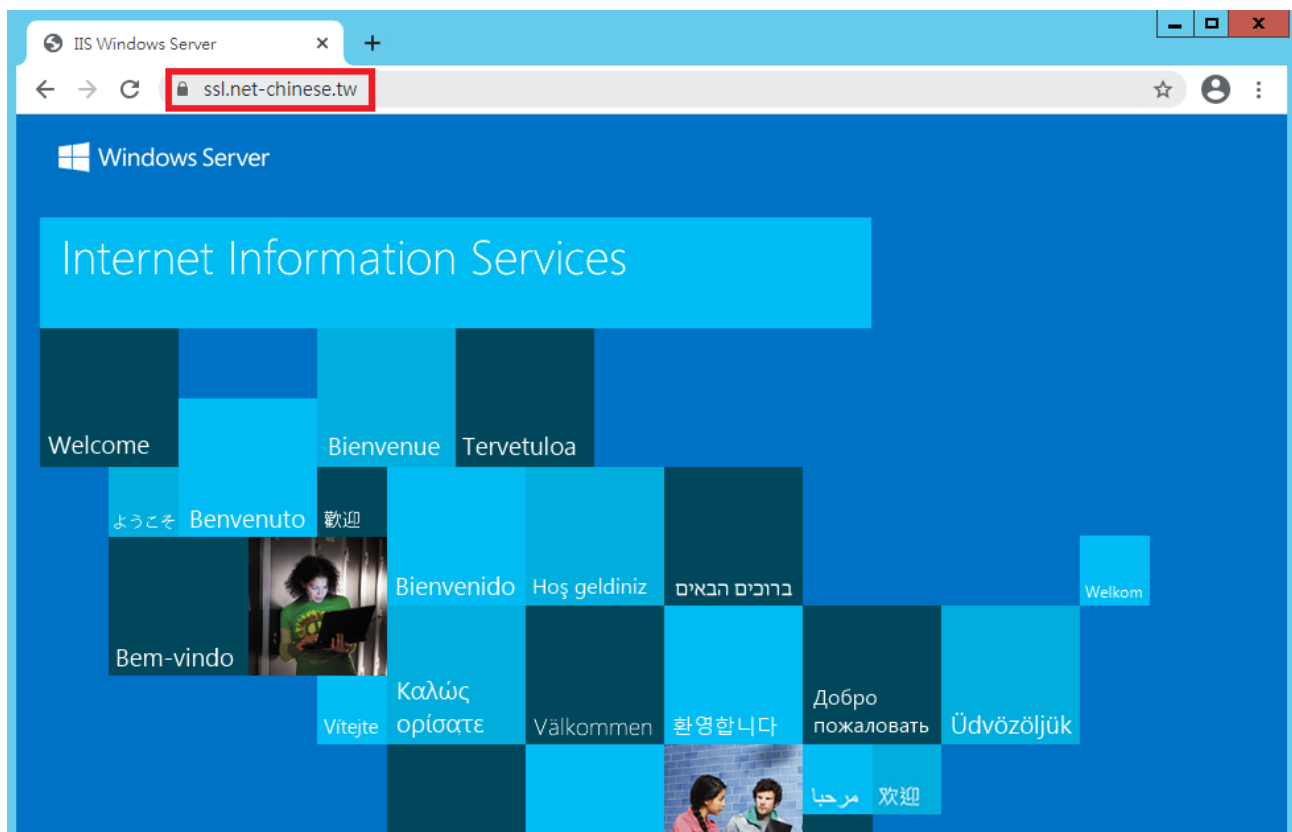 IIS Windows Server
ssl.net-chinese.tw
Windows Server
Internet Information Services
Welcome
Bienvenue
Tervetuloa
ようこそ
Benvenuto
歡迎
Bienvenido
Hoş geldiniz
ברוכים הבאים
Welkom
Bem-vindo
Vítejte
Καλώς
ορίσατε
Välkommen
환영합니다
Добро
пожаловать
Üdvözöljük
مرحبا
欢迎